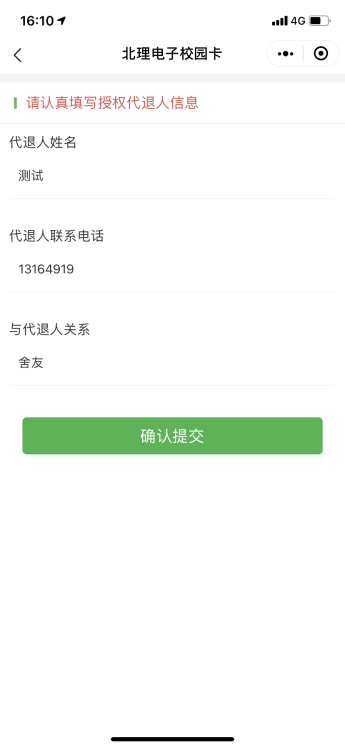 16:10
4G
北理电子校园卡
请认真填写授权代退人信息
代退人姓名
测试
代退人联系电话
13164919
与代退人关系
舍友
确认提交